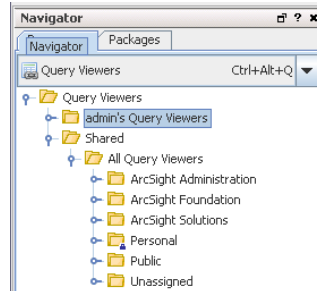 Navigator
Navigator
Packages
Query Viewers Ctrl+Alt+Q
Query Viewers
admin's Query Viewers
Shared
All Query Viewers
ArcSight Administration
ArcSight Foundation
ArcSight Solutions
Personal
Public
Unassigned